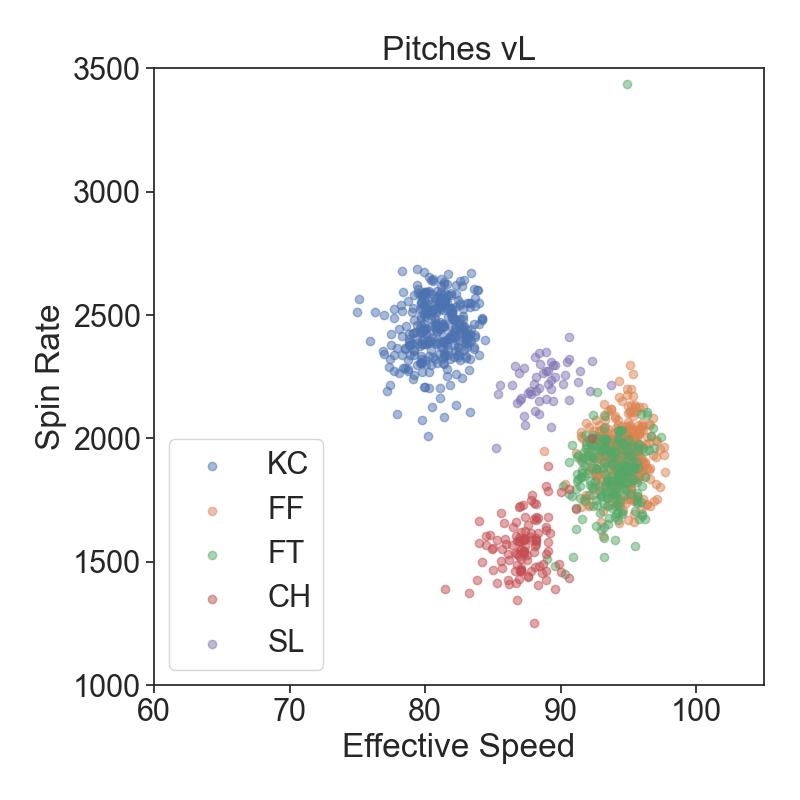 Pitches vL
3500
3000
2500
2000
1500
1000
Spin Rate
KC
FF
FT
CH
SL
60 70 80 90 100
Effective Speed